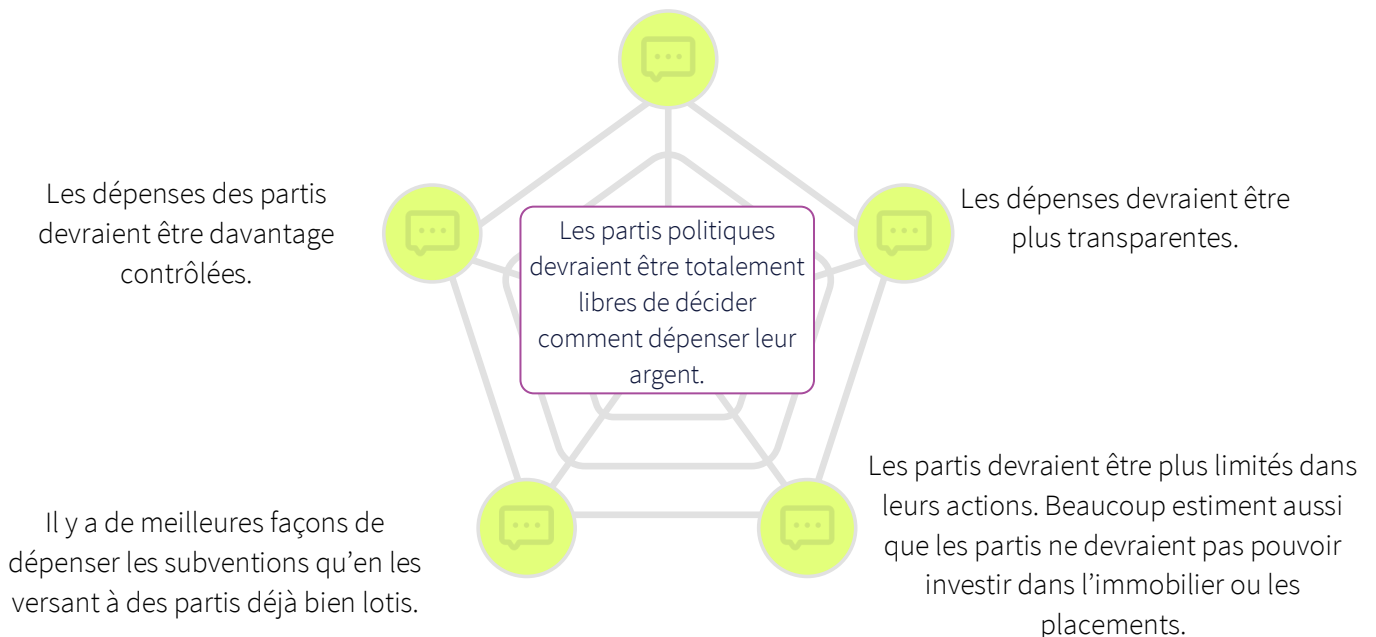 Les dépenses des partis
devraient être davantage
contrôlées.
Les partis politiques
devraient être totalement
libres de décider
comment dépenser leur
argent.
Les dépenses devraient être
plus transparentes.
Il y a de meilleures façons de
dépenser les subventions qu’en les
versant à des partis déjà bien lotis.
Les partis devraient être plus limités dans
leurs actions. Beaucoup estiment aussi
que les partis ne devraient pas pouvoir
investir dans l’immobilier ou les
placements.